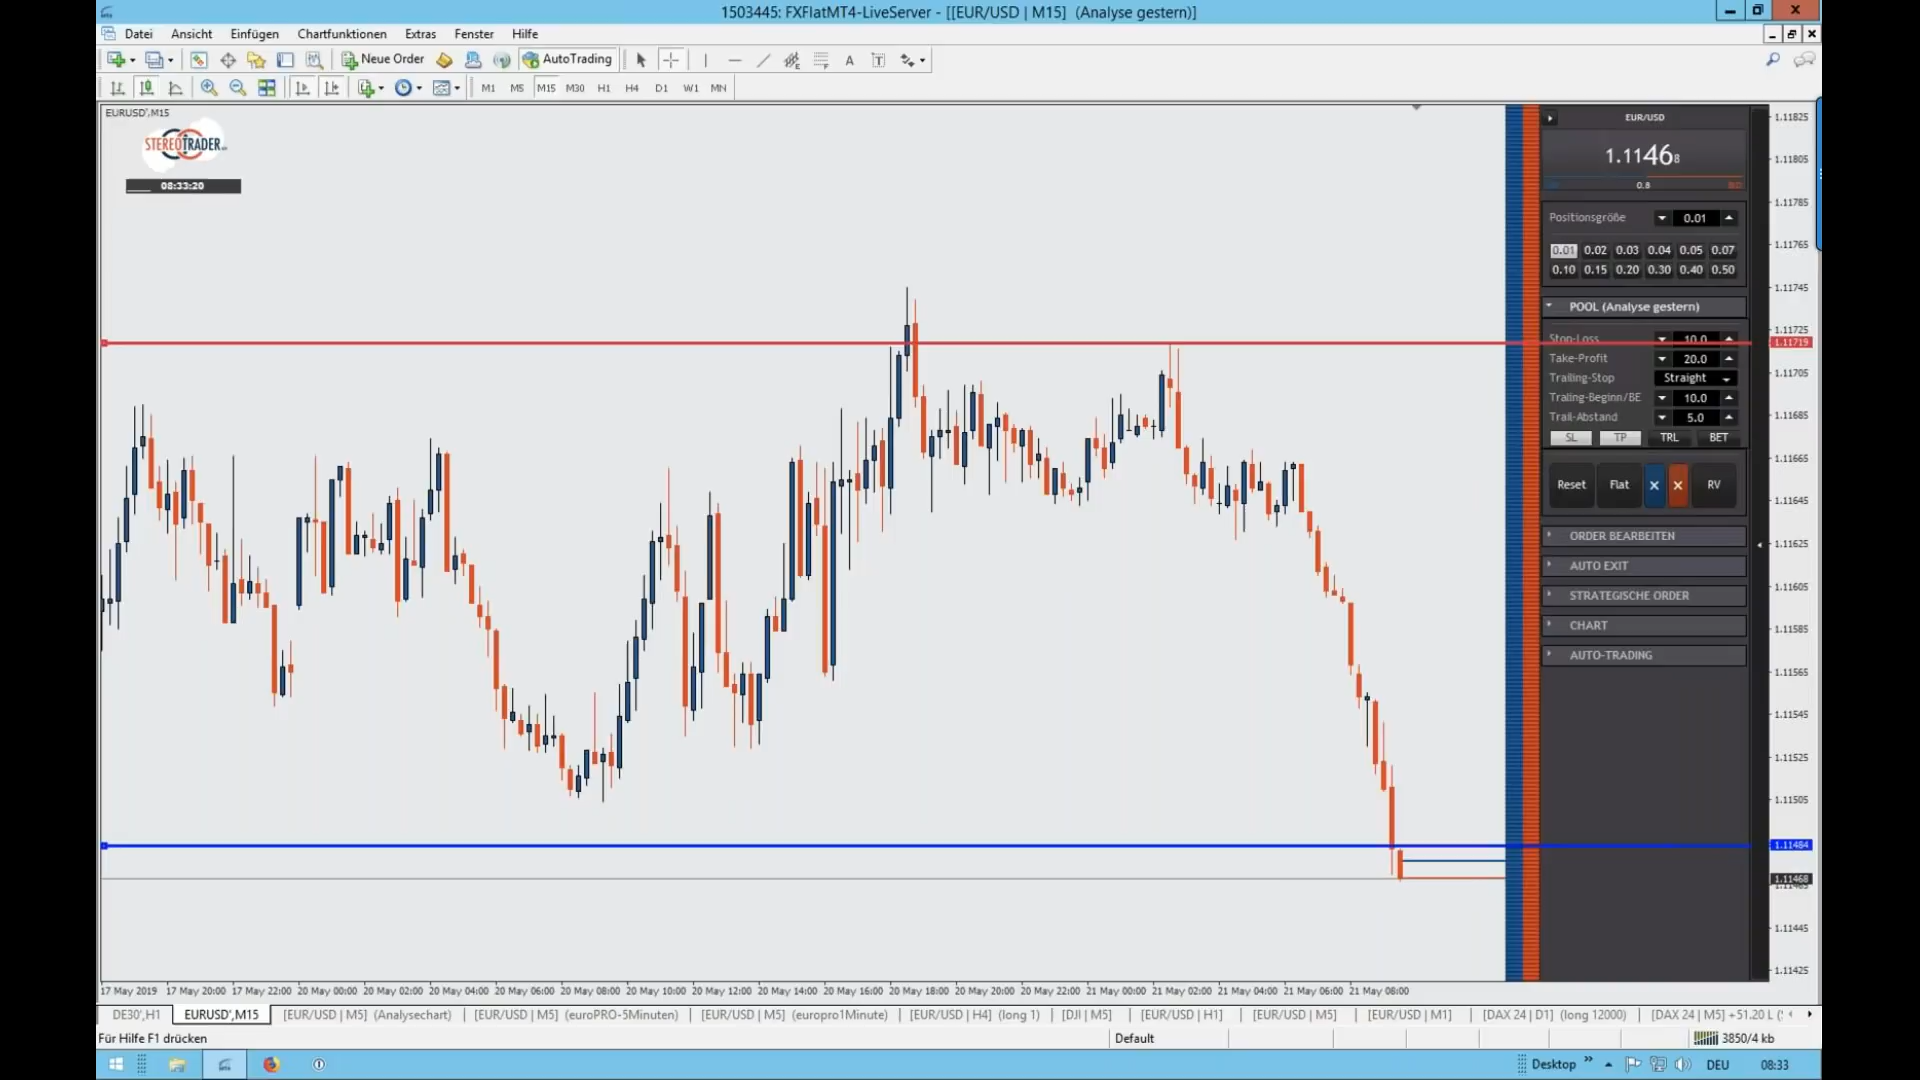 1503445: FXFlatMT4-LiveServer - [[EUR/USD | M15] (Analyse gestern)]
Datei Ansicht Einfügen Chartfunktionen Extras Fenster Hilfe
Neue Order AutoTrading A T
M1 M5 M15 M30 H1 H4 D1 W1 MN
EURUSD',M15
STEREOTRADER
08:33:20
EUR/USD
1.11468
0.8
Positionsgröße 0.01
0.01 0.02 0.03 0.04 0.05 0.07
0.10 0.15 0.20 0.30 0.40 0.50
POOL (Analyse gestern)
Stop-Loss 10.0
Take-Profit 20.0
Trailing-Stop Straight
Traling-Beginn/BE 10.0
Trail-Abstand 5.0
SL TP TRL BET
Reset Flat × × RV
ORDER BEARBEITEN
AUTO EXIT
STRATEGISCHE ORDER
CHART
AUTO-TRADING
1.11825
1.11805
1.11785
1.11765
1.11745
1.11725
1.11719
1.11705
1.11685
1.11665
1.11645
1.11625
1.11605
1.11585
1.11565
1.11545
1.11525
1.11505
1.11484
1.11468
1.11445
1.11425
17 May 2019 17 May 20:00 17 May 22:00 20 May 00:00 20 May 02:00 20 May 04:00 20 May 06:00 20 May 08:00 20 May 10:00 20 May 12:00 20 May 14:00 20 May 16:00 20 May 18:00 20 May 20:00 20 May 22:00 21 May 00:00 21 May 02:00 21 May 04:00 21 May 06:00 21 May 08:00
DE30',H1 EURUSD',M15 [EUR/USD | M5] (Analysechart) [EUR/USD | M5] (euroPRO-5Minuten) [EUR/USD | M5] (europro1Minute) [EUR/USD | H4] (long 1) [DJI | M5] [EUR/USD | H1] [EUR/USD | M5] [EUR/USD | M1] [DAX 24 | D1] (long 12000) [DAX 24 | M5] +51.20 L
Für Hilfe F1 drücken Default 3850/4 kb
Desktop DEU 08:33